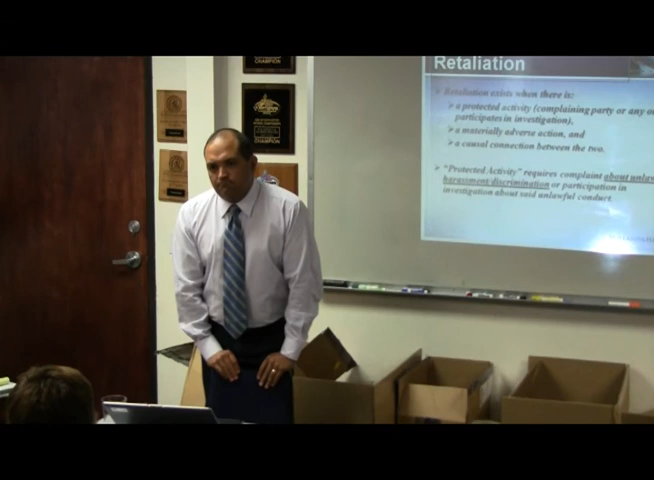 Retaliation
Retaliation exists when there is:
a protected activity (complaining party or any o
participates in investigation),
a materially adverse action, and
a causal connection between the two.
"Protected Activity" requires complaint about unlaw
harassment/discrimination or participation in
investigation about said unlawful conduct.
CHAMPION
CHAMPION